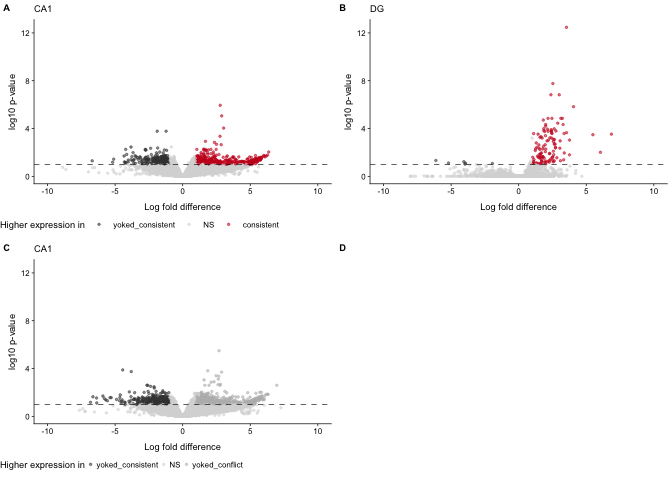 A CA1
12
8
4
0
log10 p-value
-10 -5 0 5 10
Log fold difference
Higher expression in yoked_consistent NS consistent
B DG
12
8
4
0
log10 p-value
-10 -5 0 5 10
Log fold difference
C CA1
12
8
4
0
log10 p-value
-10 -5 0 5 10
Log fold difference
Higher expression in yoked_consistent NS yoked_conflict
D